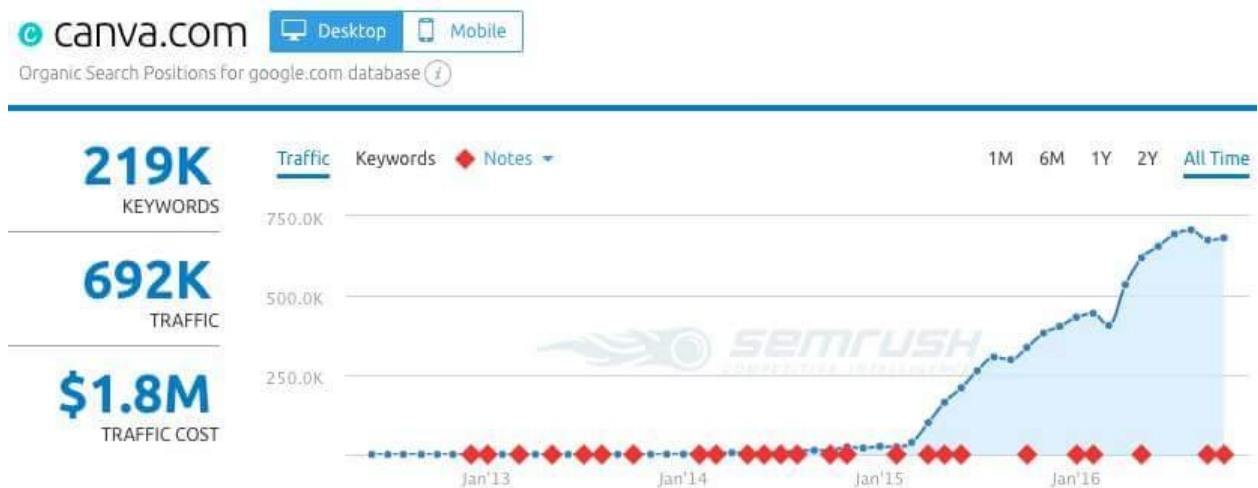 canva.com Desktop Mobile
Organic Search Positions for google.com database i
219K
KEYWORDS
692K
TRAFFIC
$1.8M
TRAFFIC COST
Traffic Keywords Notes 1M 6M 1Y 2Y All Time
750.0K
500.0K
250.0K
SEMRUSH
COMPETITIVE INTELLIGENCE
Jan'13 Jan'14 Jan'15 Jan'16